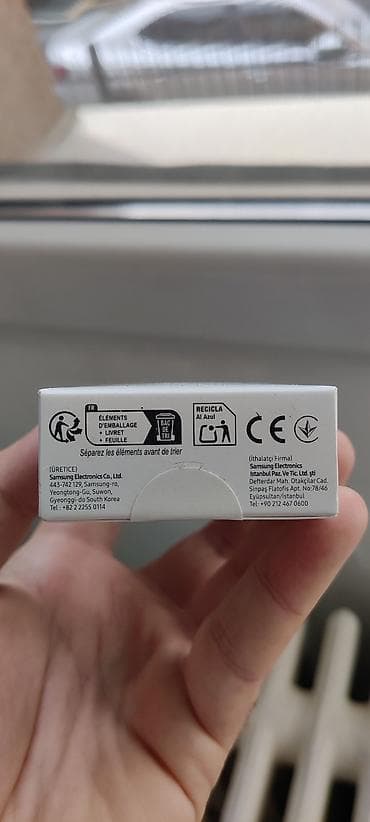 FR
ÉLÉMENTS
D'EMBALLAGE
+ LIVRET
+ FEUILLE
BAC
DE
TRI
Séparez les éléments avant de trier
RECICLA
Al Azul
CE
(ÜRETİCE)
Samsung Electronics Co., Ltd.
443-742 129, Samsung-ro,
Yeongtong-Gu, Suwon,
Gyeonggi-do South Korea
Tel : +82 2 2255 0114
(İthalatçı Firma)
Samsung Electronics
İstanbul Paz. Ve Tic. Ltd. Şti
Defterdar Mah. Otakçılar Cad.
Sinpaş Flatofis Apt. No:78/46
Eyüpsultan/İstanbul
Tel: +90 212 467 0600